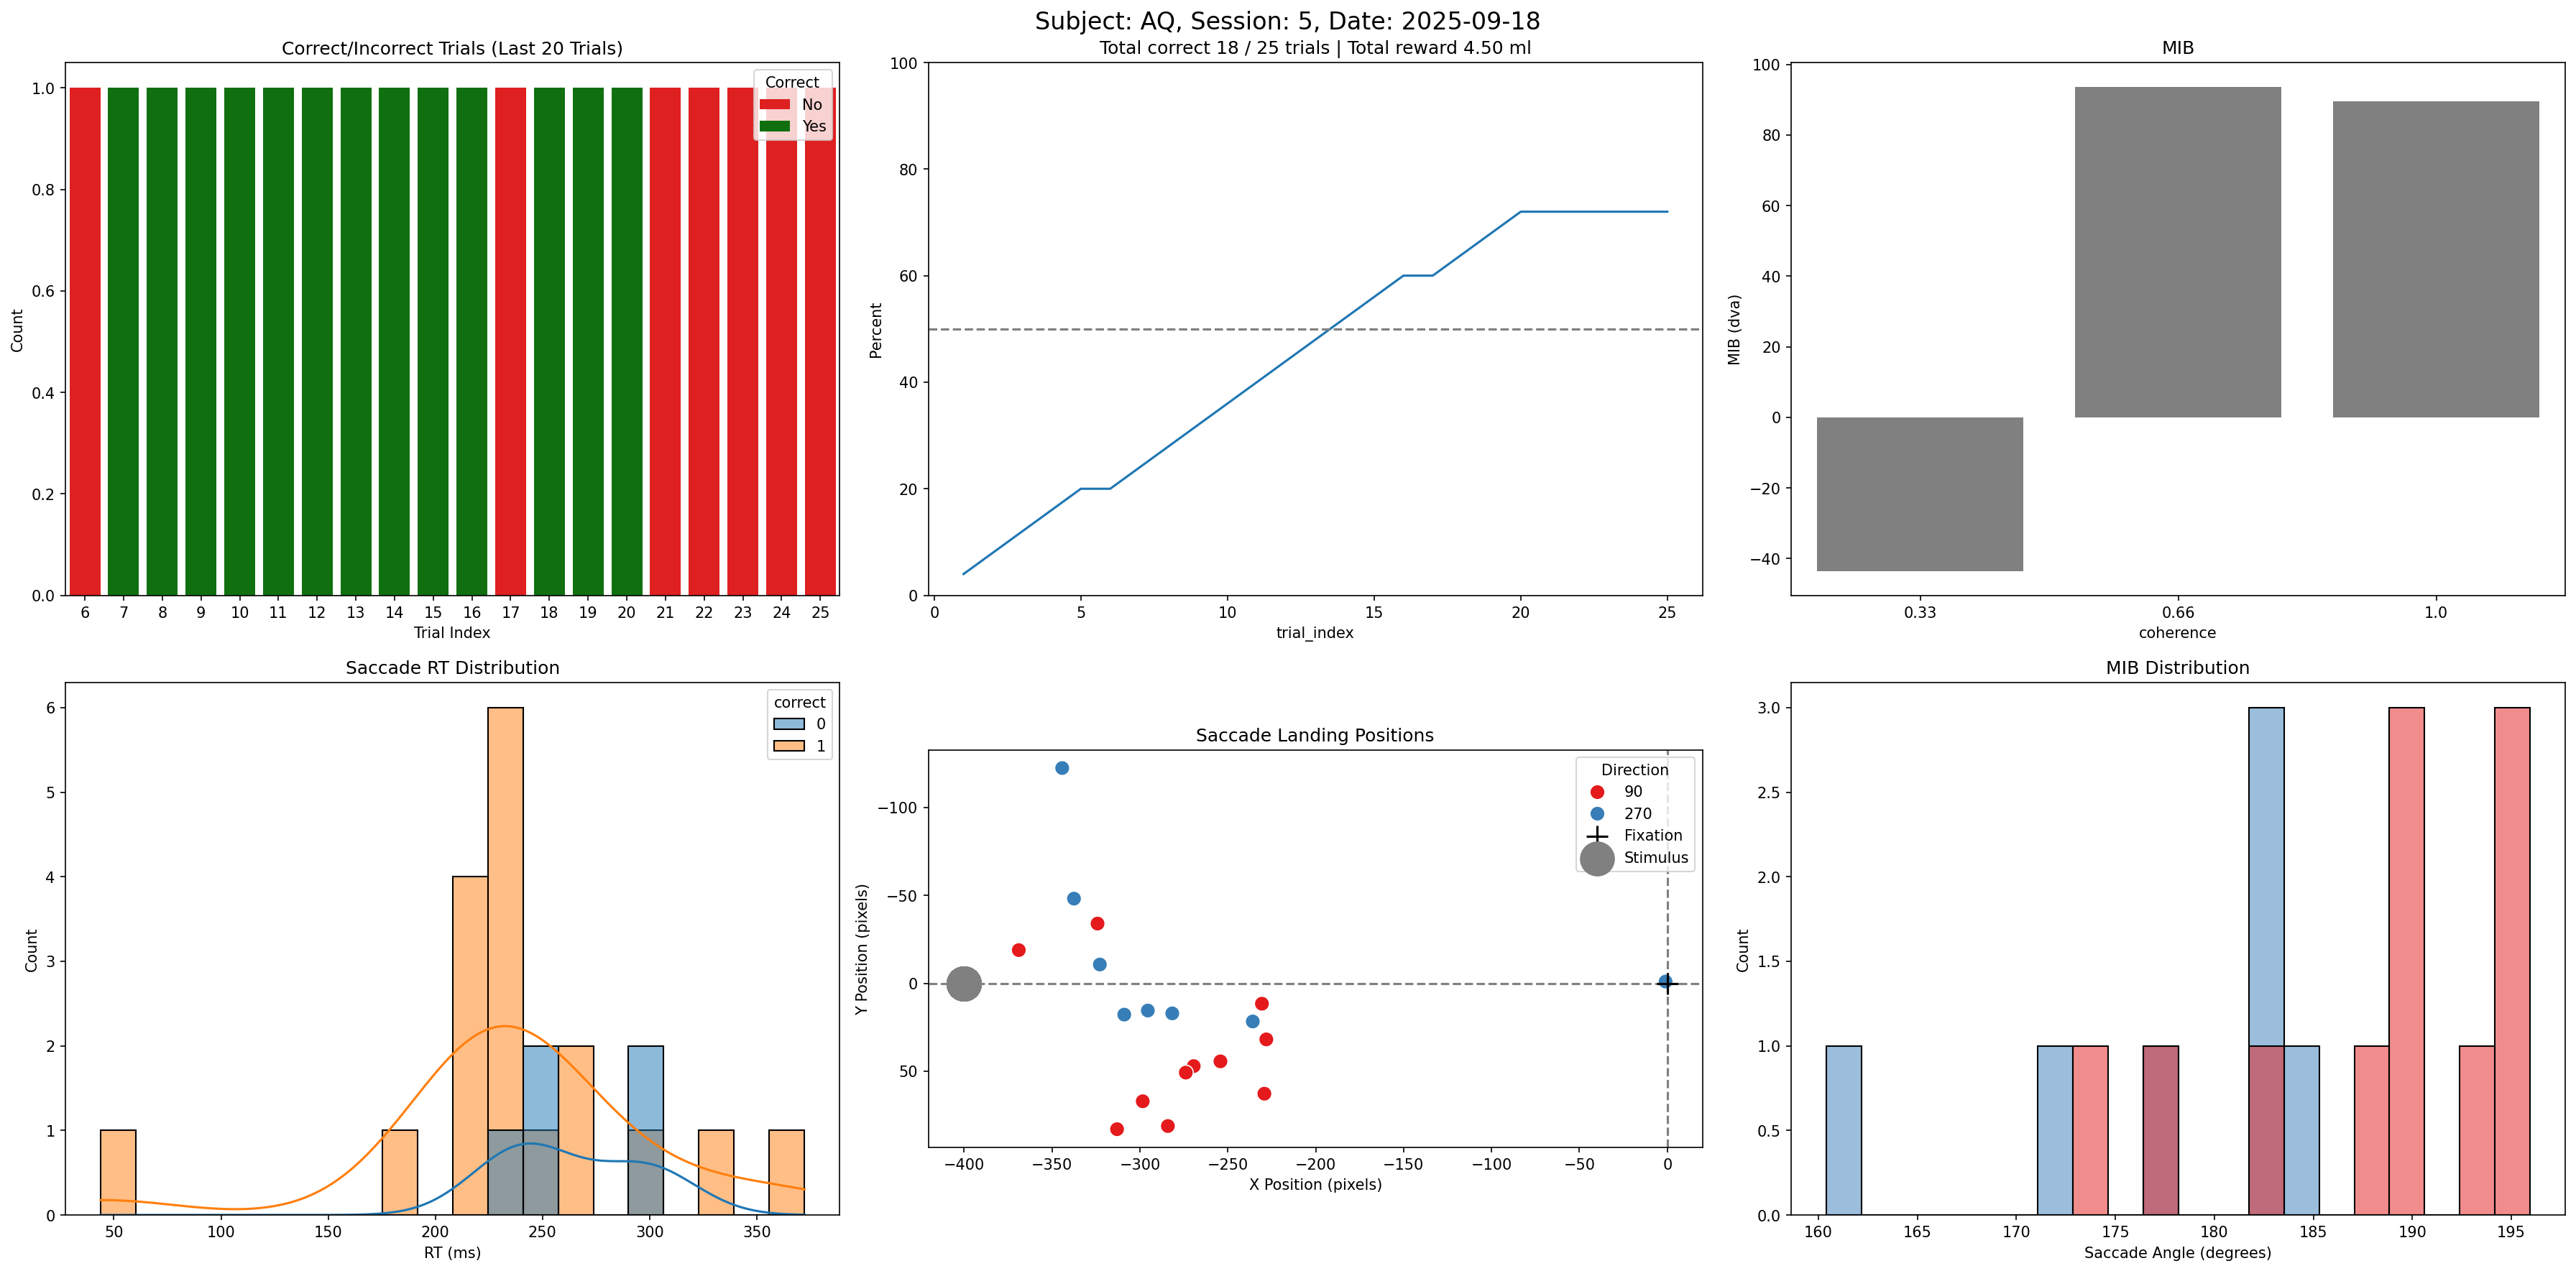 Subject: AQ, Session: 5, Date: 2025-09-18
Correct/Incorrect Trials (Last 20 Trials)
Correct
No
Yes
1.0
0.8
0.6
0.4
0.2
0.0
Count
6 7 8 9 10 11 12 13 14 15 16 17 18 19 20 21 22 23 24 25
Trial Index
Total correct 18 / 25 trials | Total reward 4.50 ml
100
80
60
40
20
0
Percent
0 5 10 15 20 25
trial_index
MIB
100
80
60
40
20
0
−20
−40
MIB (dva)
0.33 0.66 1.0
coherence
Saccade RT Distribution
correct
0
1
6
5
4
3
2
1
0
Count
50 100 150 200 250 300 350
RT (ms)
Saccade Landing Positions
Direction
90
270
Fixation
Stimulus
−100
−50
0
50
Y Position (pixels)
−400 −350 −300 −250 −200 −150 −100 −50 0
X Position (pixels)
MIB Distribution
3.0
2.5
2.0
1.5
1.0
0.5
0.0
Count
160 165 170 175 180 185 190 195
Saccade Angle (degrees)